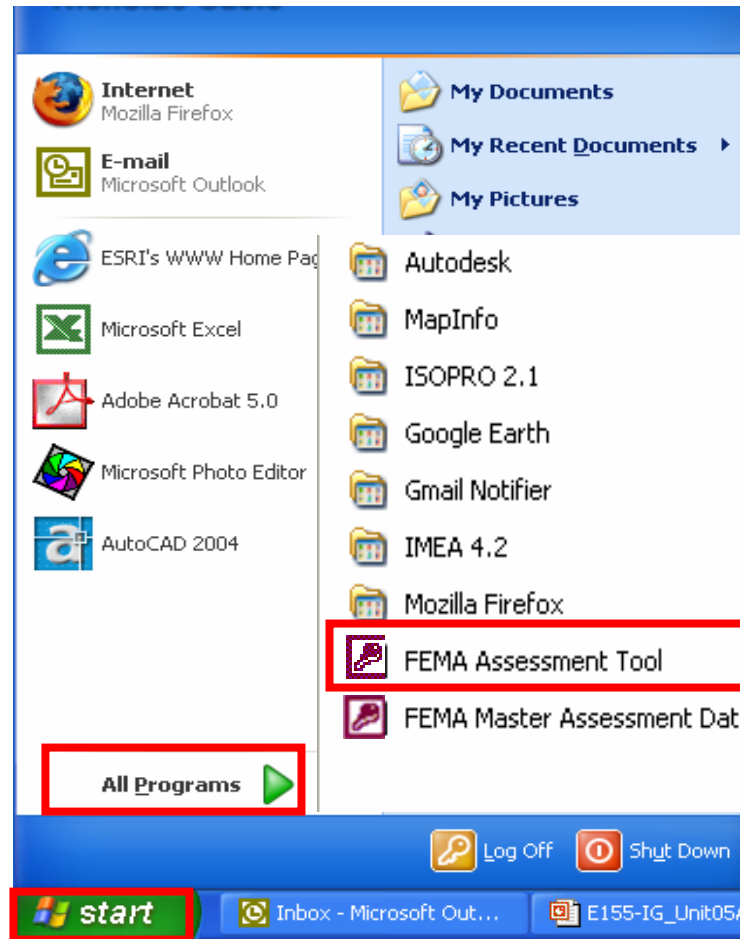 Internet
Mozilla Firefox
E-mail
Microsoft Outlook
ESRI's WWW Home Pag
Microsoft Excel
Adobe Acrobat 5.0
Microsoft Photo Editor
AutoCAD 2004
All Programs
My Documents
My Recent Documents
My Pictures
Autodesk
MapInfo
ISOPRO 2.1
Google Earth
Gmail Notifier
IMEA 4.2
Mozilla Firefox
FEMA Assessment Tool
FEMA Master Assessment Dat
Log Off
Shut Down
start
Inbox - Microsoft Out...
E155-IG_Unit05A